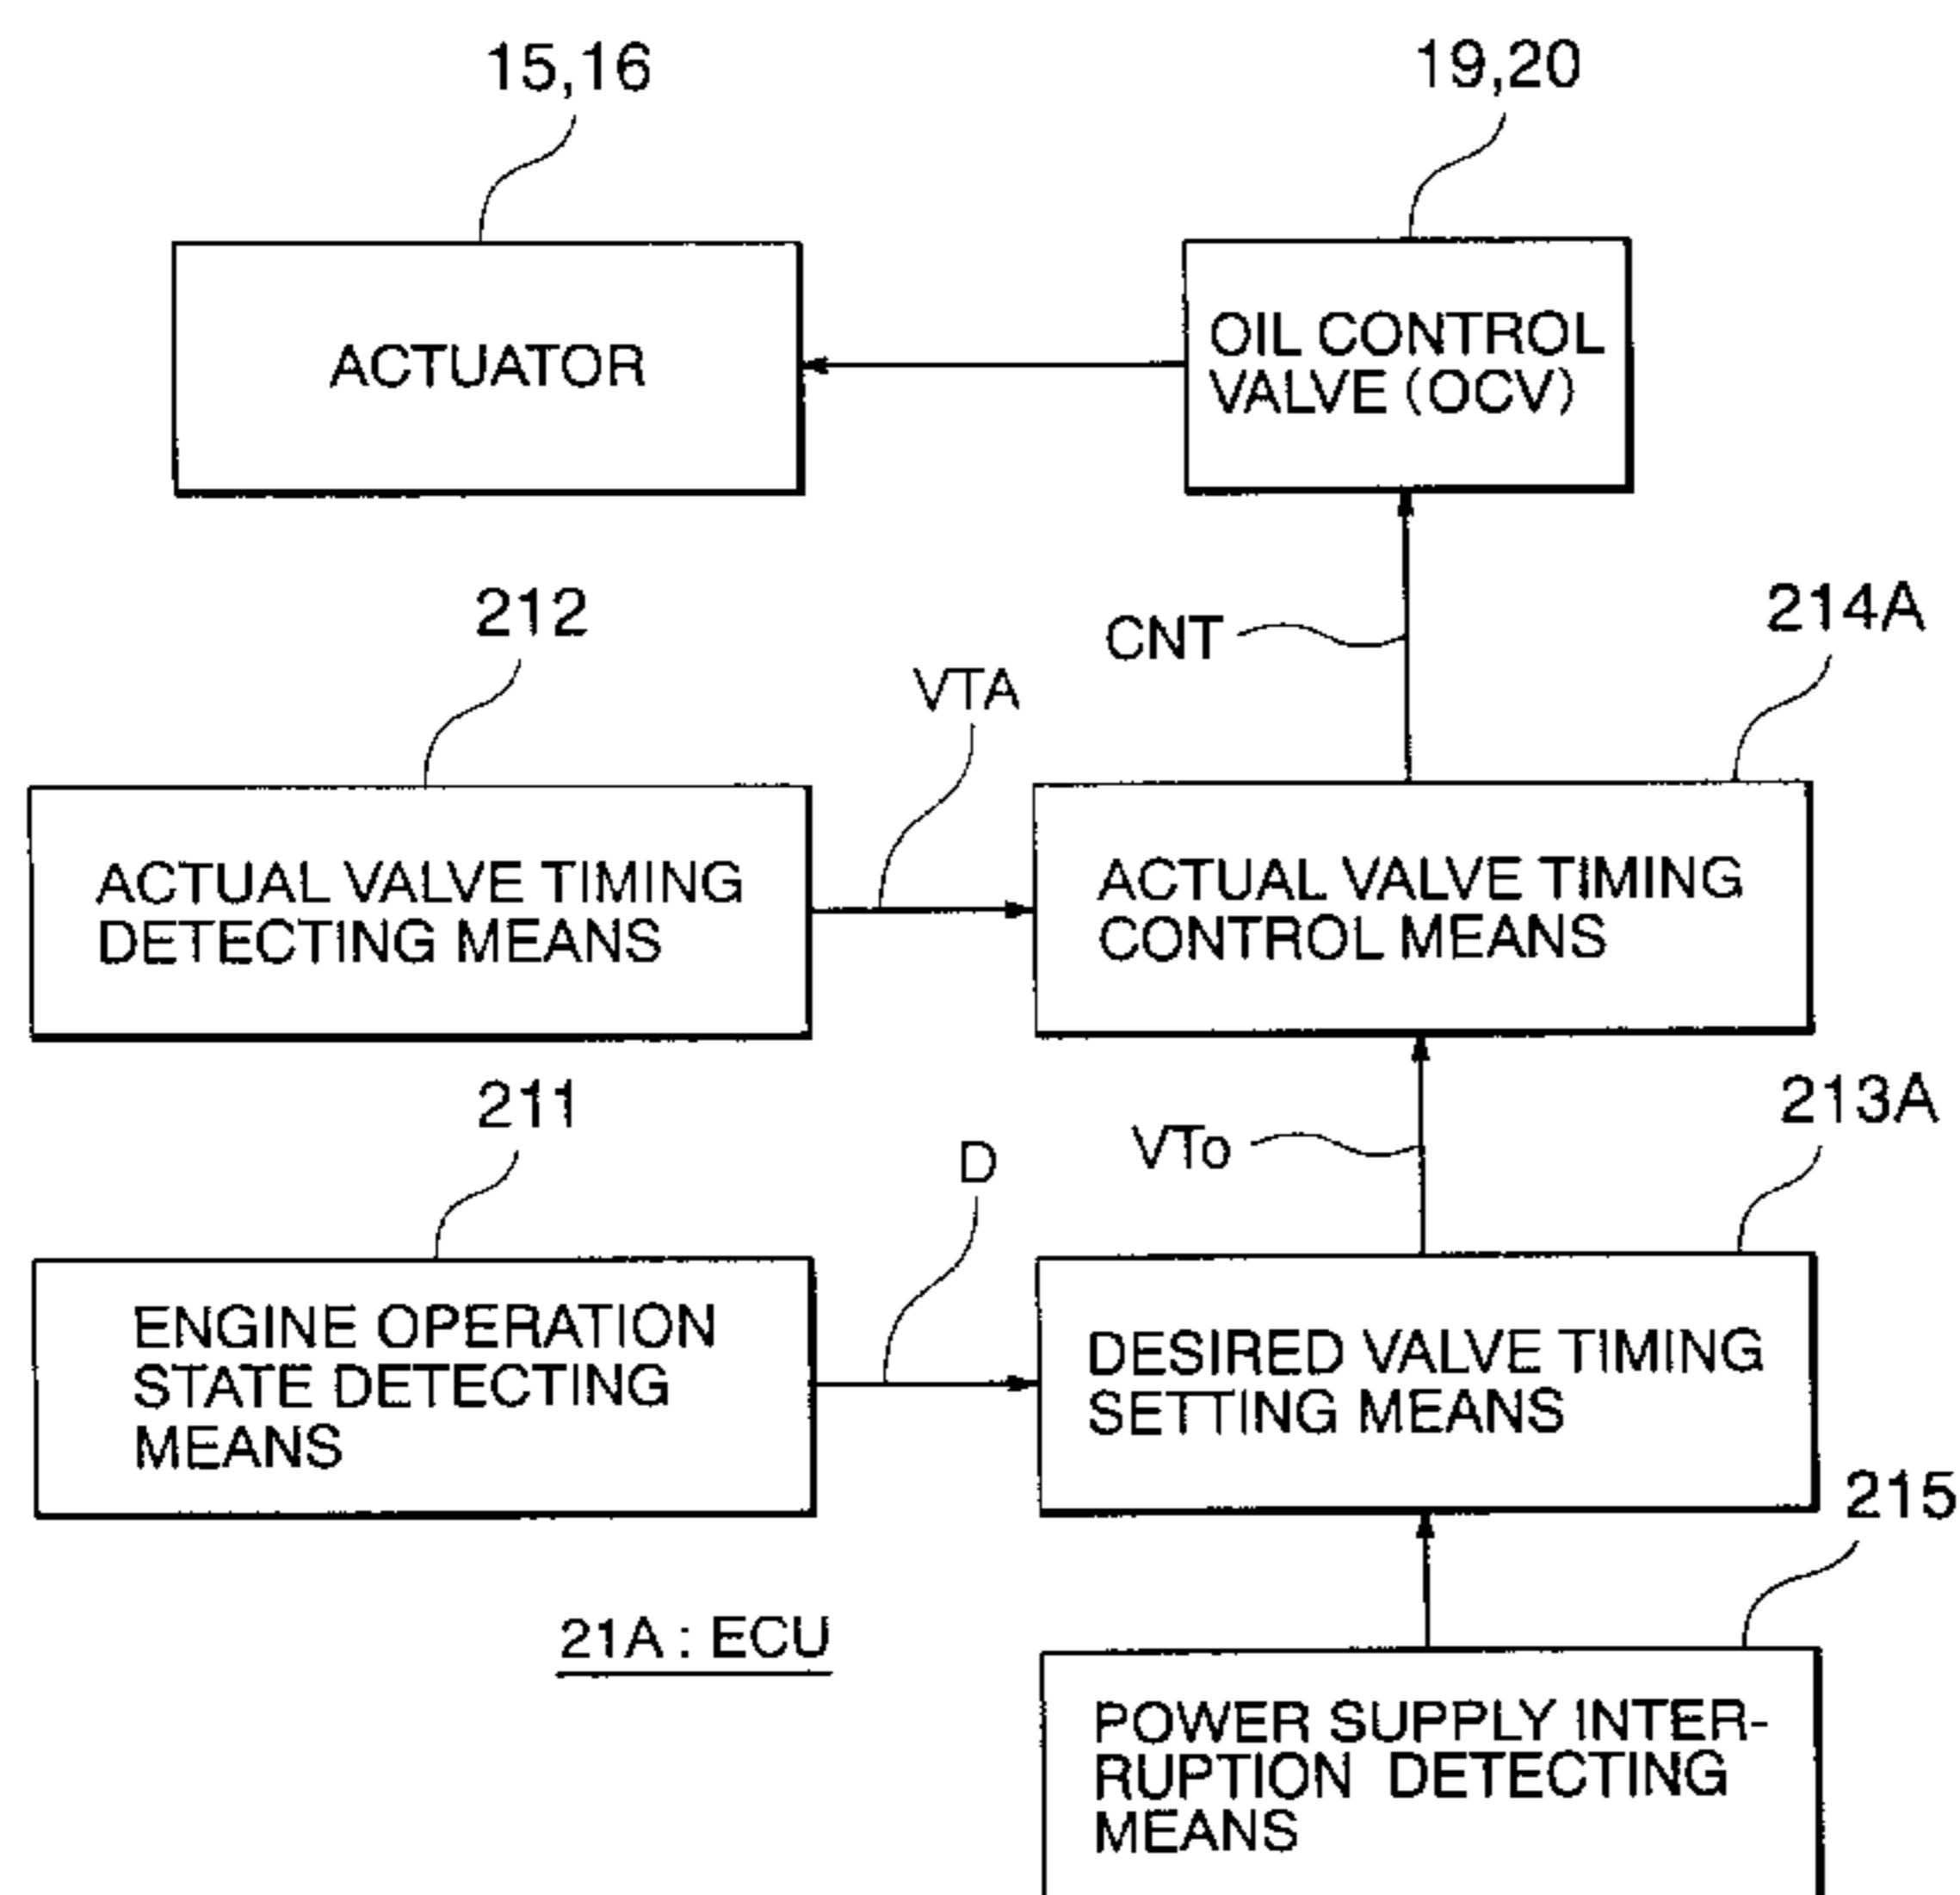 15,16
19,20
ACTUATOR
OIL CONTROL
VALVE (OCV)
212
CNT
214A
VTA
ACTUAL VALVE TIMING
DETECTING MEANS
ACTUAL VALVE TIMING
CONTROL MEANS
211
D
VTo
213A
ENGINE OPERATION
STATE DETECTING
MEANS
DESIRED VALVE TIMING
SETTING MEANS
215
21A : ECU
POWER SUPPLY INTER-
RUPTION DETECTING
MEANS